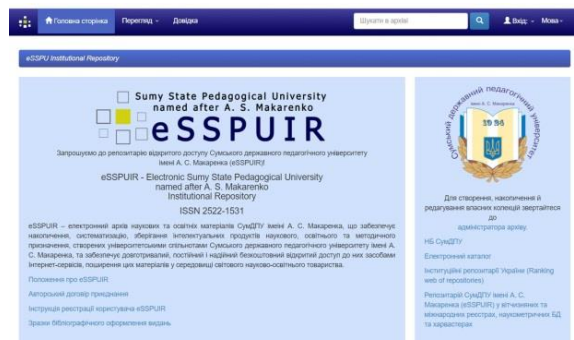 Головна сторінка Перегляд Довідка Шукати в архіві Вхід: Мова
eSSPU Institutional Repository
Sumy State Pedagogical University
named after A. S. Makarenko
eSSPUIR
Запрошуємо до репозитарію відкритого доступу Сумського державного педагогічного університету
імені А. С. Макаренка (eSSPUIR)!
eSSPUIR - Electronic Sumy State Pedagogical University
named after A. S. Makarenko
Institutional Repository
ISSN 2522-1531
eSSPUIR – електронний архів наукових та освітніх матеріалів СумДПУ імені А. С. Макаренка, що забезпечує
накопичення, систематизацію, зберігання інтелектуальних продуктів наукового, освітнього та методичного
призначення, створених університетськими спільнотами Сумського державного педагогічного університету імені А.
С. Макаренка, та забезпечує довготривалий, постійний і надійний безкоштовний відкритий доступ до них засобами
Інтернет-сервісів, поширення цих матеріалів у середовищі світового науково-освітнього товариства.
Положення про eSSPUIR
Авторський договір приєднання
Інструкція реєстрації користувача eSSPUIR
Зразки бібліографічного оформлення видань.
Сумський державний педагогічний університет
імені А. С. Макаренка
19 24
Для створення, накопичення й
редагування власних колекцій звертайтеся
до
адміністратора архіву.
НБ СумДПУ
Електронний каталог
Інституційні репозитарії України (Ranking
web of repositories)
Репозитарій СумДПУ імені А. С.
Макаренка (eSSPUIR) у вітчизняних та
міжнародних реєстрах, наукометричних БД
та харвестерах